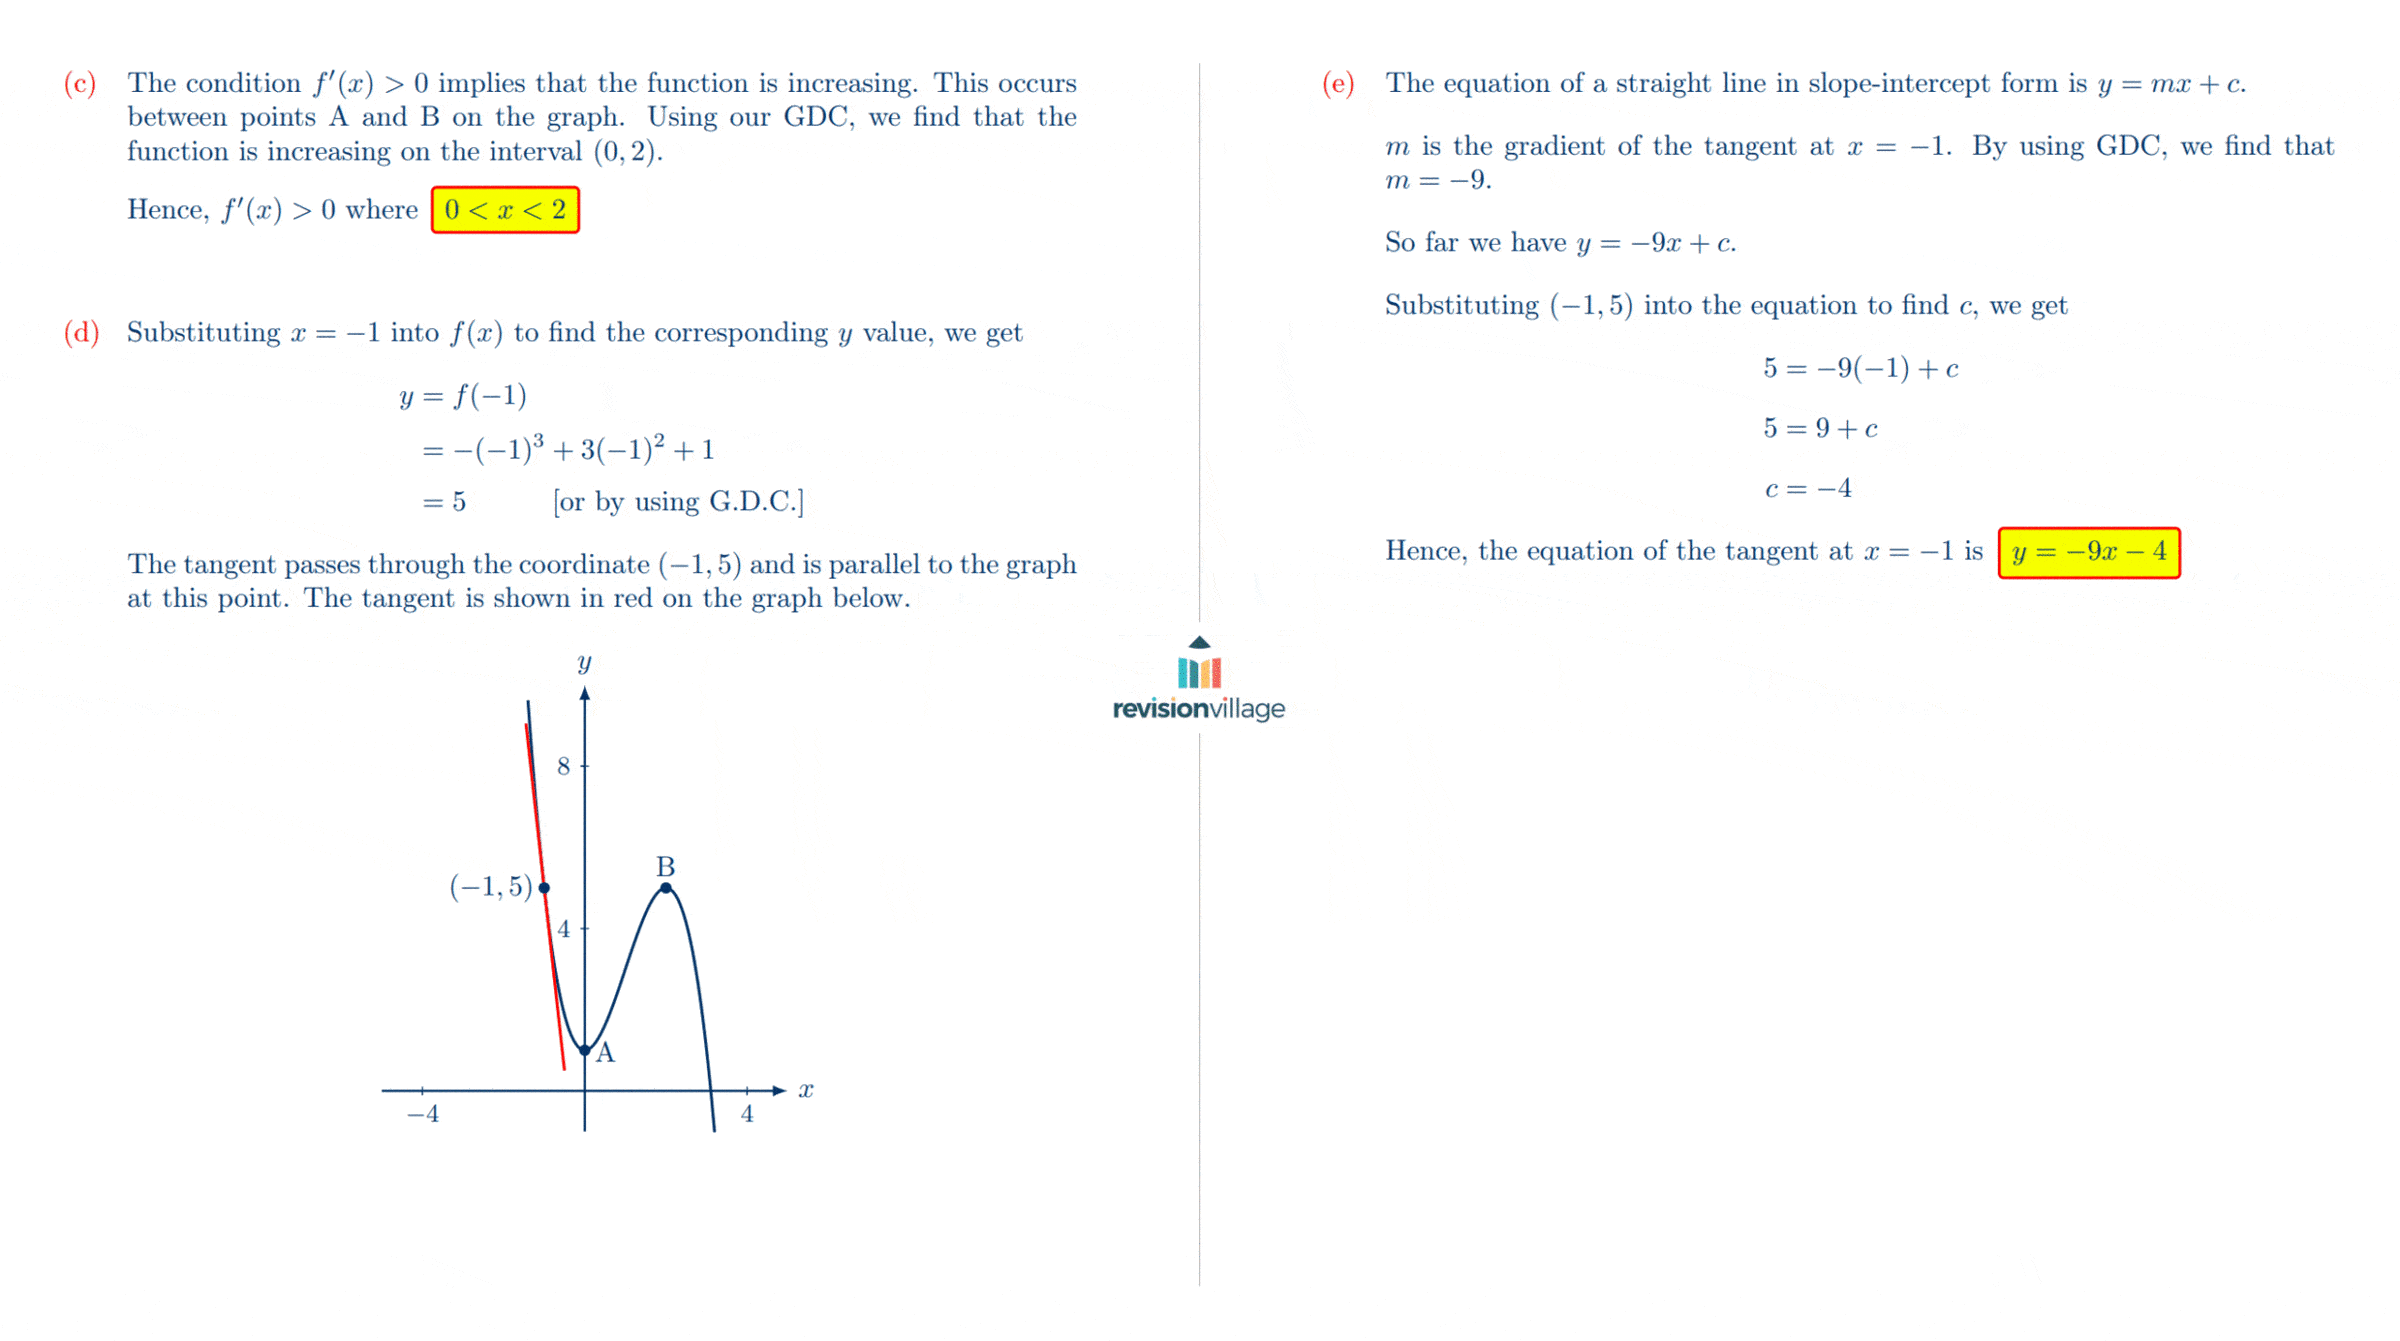 (c) The condition f′(x) > 0 implies that the function is increasing. This occurs
between points A and B on the graph. Using our GDC, we find that the
function is increasing on the interval (0, 2).
Hence, f′(x) > 0 where 0 < x < 2
(d) Substituting x = −1 into f(x) to find the corresponding y value, we get
y = f(−1)
= −(−1)³ + 3(−1)² + 1
= 5 [or by using G.D.C.]
The tangent passes through the coordinate (−1, 5) and is parallel to the graph
at this point. The tangent is shown in red on the graph below.
y
8
B
(−1, 5)
4
A
x
−4 4
revisionvillage
(e) The equation of a straight line in slope-intercept form is y = mx + c.
m is the gradient of the tangent at x = −1. By using GDC, we find that
m = −9.
So far we have y = −9x + c.
Substituting (−1, 5) into the equation to find c, we get
5 = −9(−1) + c
5 = 9 + c
c = −4
Hence, the equation of the tangent at x = −1 is y = −9x − 4